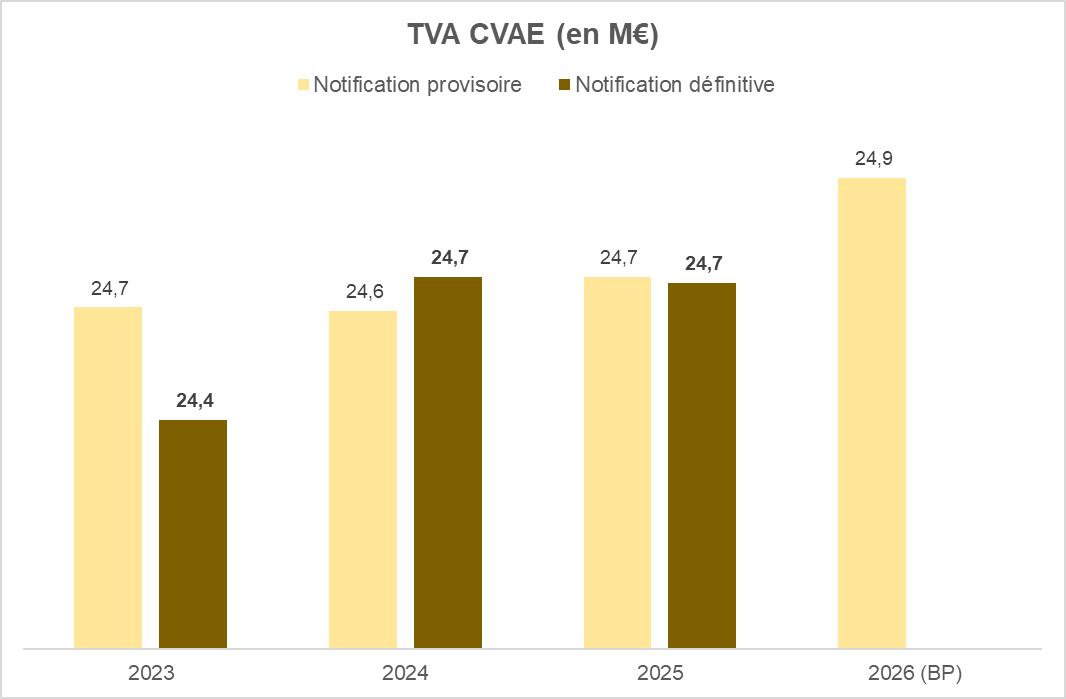 TVA CVAE (en M€)
Notification provisoire Notification définitive
24,7 24,4 24,6 24,7 24,7 24,7 24,9
2023 2024 2025 2026 (BP)